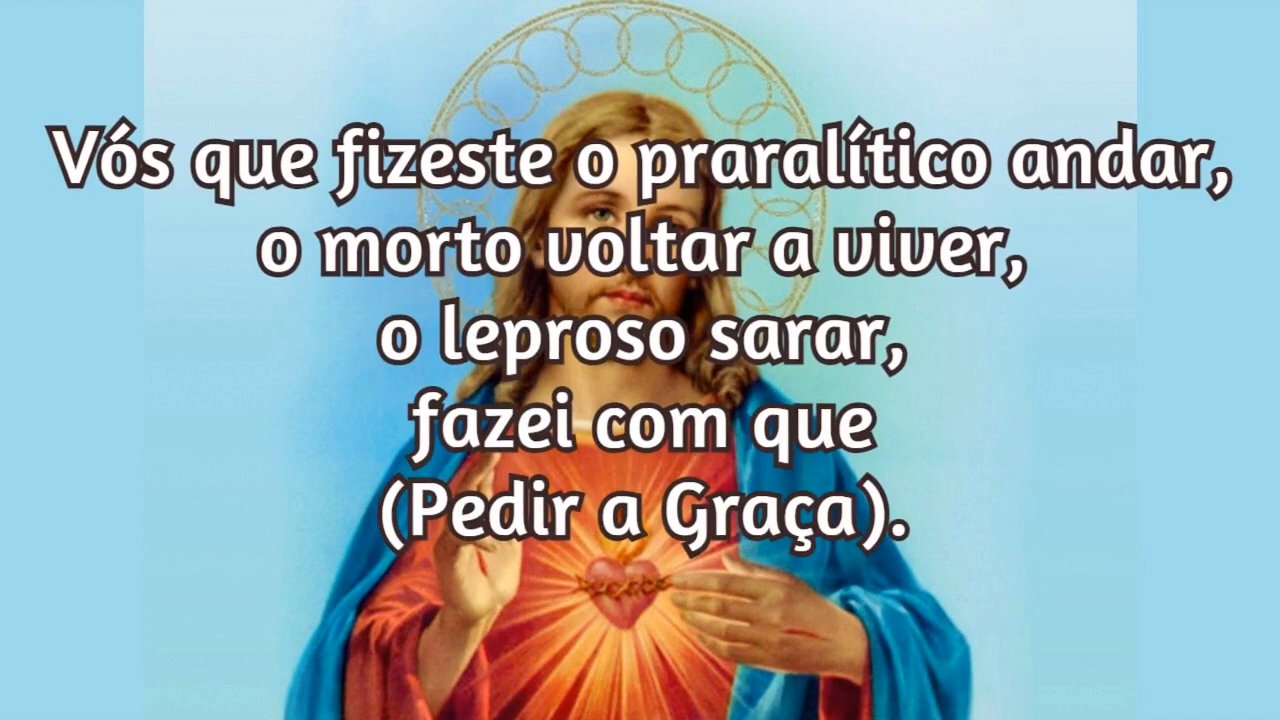 Vós que fizeste o praralítico andar,
o morto voltar a viver,
o leproso sarar,
fazei com que
(Pedir a Graça).